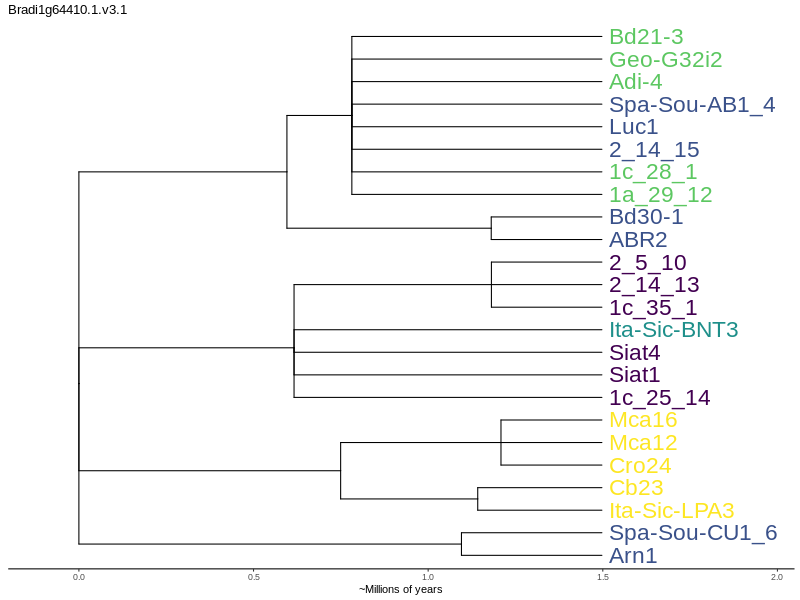 Bradi1g64410.1.v3.1
Bd21-3
Geo-G32i2
Adi-4
Spa-Sou-AB1_4
Luc1
2_14_15
1c_28_1
1a_29_12
Bd30-1
ABR2
2_5_10
2_14_13
1c_35_1
Ita-Sic-BNT3
Siat4
Siat1
1c_25_14
Mca16
Mca12
Cro24
Cb23
Ita-Sic-LPA3
Spa-Sou-CU1_6
Arn1
0.0 0.5 1.0 1.5 2.0
~Millions of years